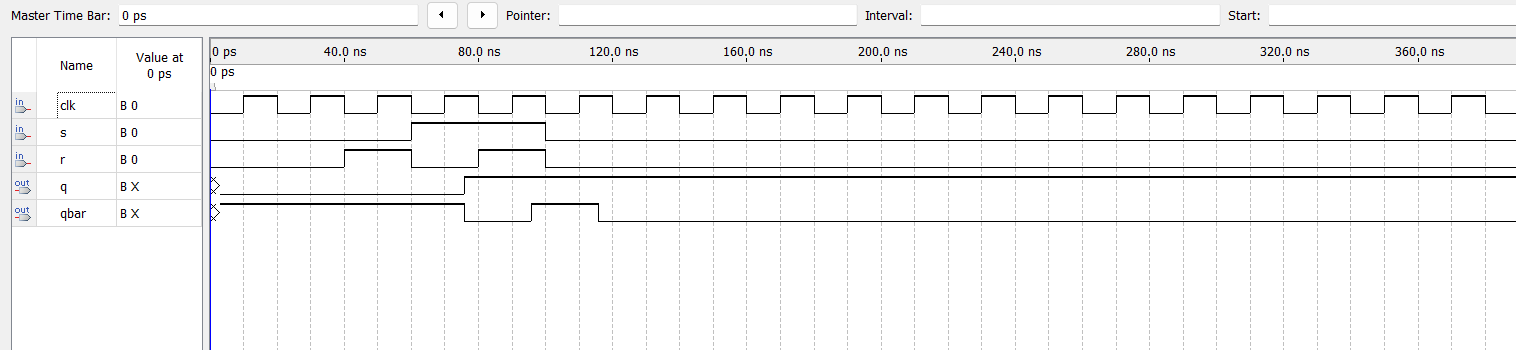 Master Time Bar: 0 ps Pointer: Interval: Start:
Name Value at 0 ps
0 ps 40.0 ns 80.0 ns 120.0 ns 160.0 ns 200.0 ns 240.0 ns 280.0 ns 320.0 ns 360.0 ns
0 ps
in clk B 0
in s B 0
in r B 0
out q B X
out qbar B X